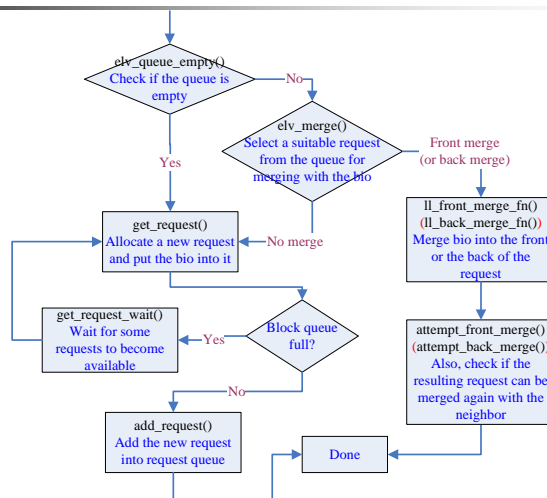 elv_queue_empty()
Check if the queue is
empty
No
elv_merge()
Select a suitable request
from the queue for
merging with the bio
Front merge
(or back merge)
Yes
ll_front_merge_fn()
(ll_back_merge_fn())
Merge bio into the front
or the back of the
request
get_request()
Allocate a new request
and put the bio into it
No merge
get_request_wait()
Wait for some
requests to become
available
Yes
Block queue
full?
attempt_front_merge()
(attempt_back_merge())
Also, check if the
resulting request can be
merged again with the
neighbor
No
add_request()
Add the new request
into request queue
Done